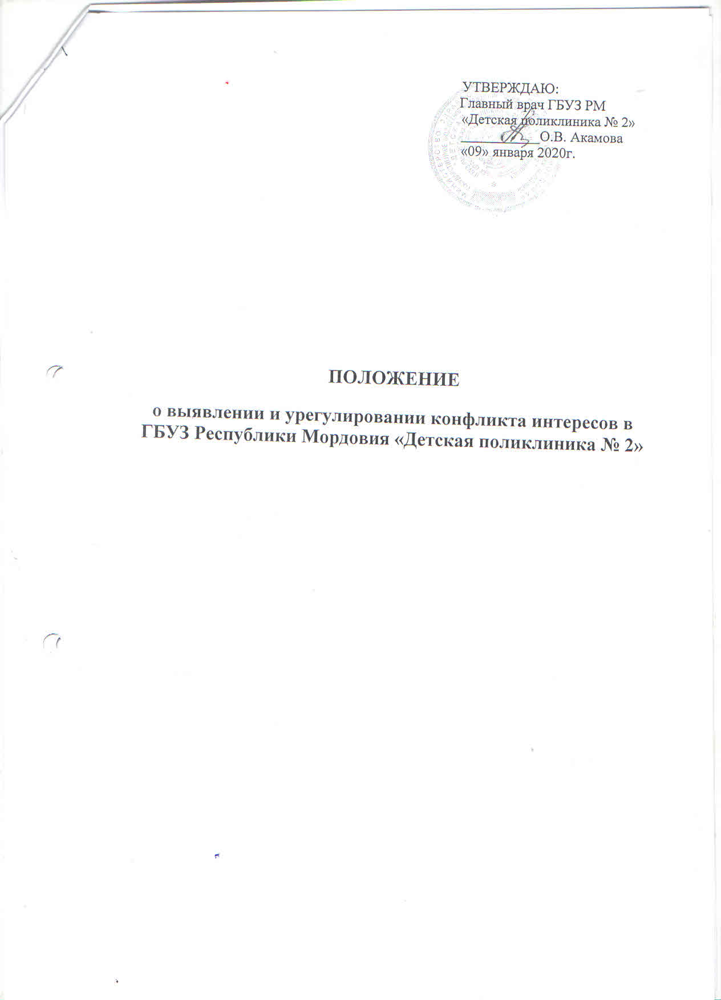 УТВЕРЖДАЮ:
Главный врач ГБУЗ РМ
«Детская поликлиника № 2»
____________О.В. Акамова
«09» января 2020г.
ПОЛОЖЕНИЕ
о выявлении и урегулировании конфликта интересов в
ГБУЗ Республики Мордовия «Детская поликлиника № 2»